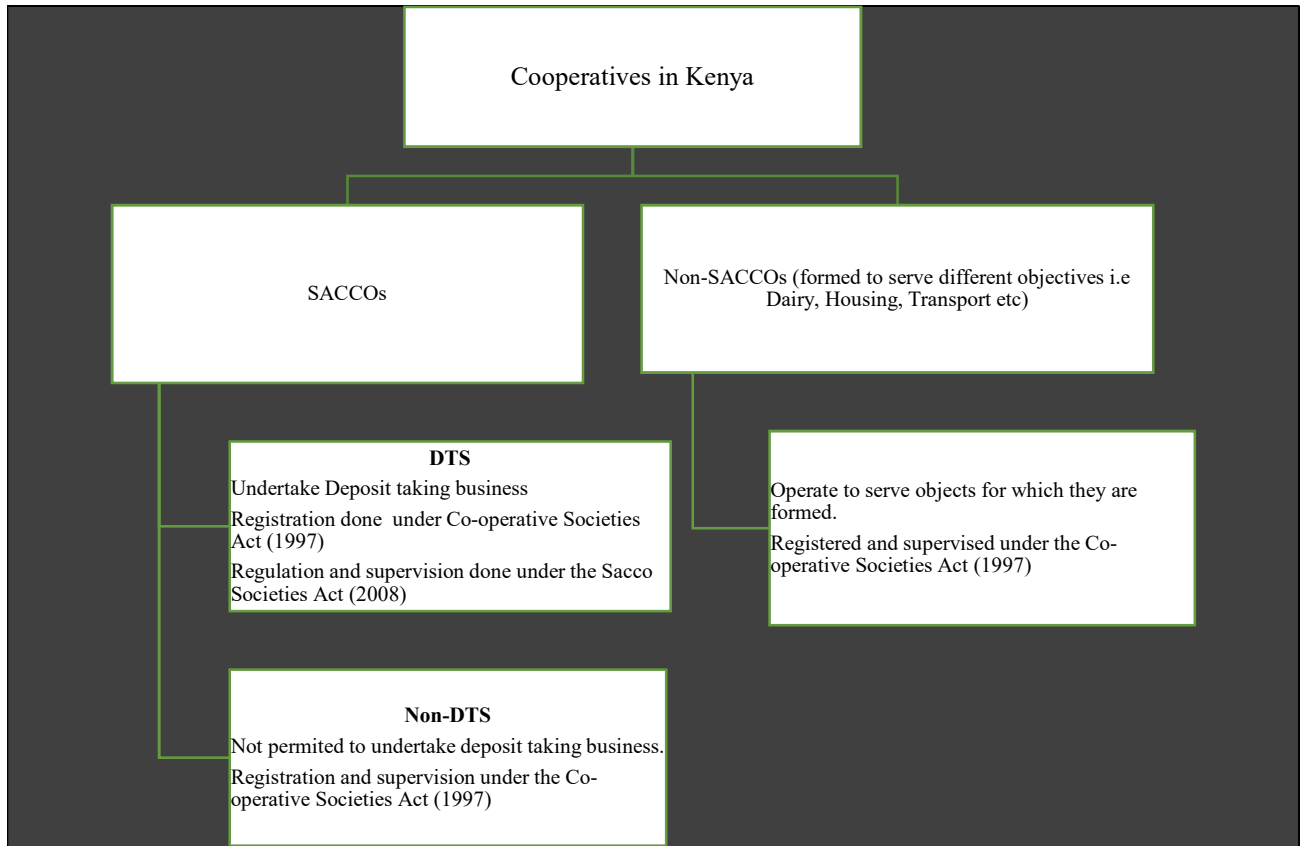 Cooperatives in Kenya
SACCOs
Non-SACCOs (formed to serve different objectives i.e
Dairy, Housing, Transport etc)
DTS
Undertake Deposit taking business
Registration done under Co-operative Societies
Act (1997)
Regulation and supervision done under the Sacco
Societies Act (2008)
Operate to serve objects for which they are
formed.
Registered and supervised under the Co-
operative Societies Act (1997)
Non-DTS
Not permited to undertake deposit taking business.
Registration and supervision under the Co-
operative Societies Act (1997)